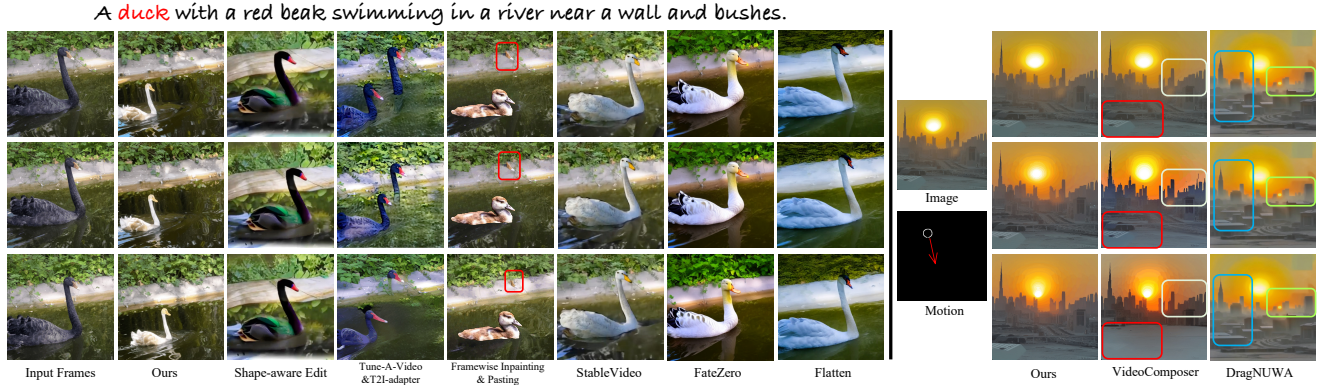 A duck with a red beak swimming in a river near a wall and bushes.
Image
Motion
Input Frames
Ours
Shape-aware Edit
Tune-A-Video
&T2I-adapter
Framewise Inpainting
& Pasting
StableVideo
FateZero
Flatten
Ours
VideoComposer
DragNUWA